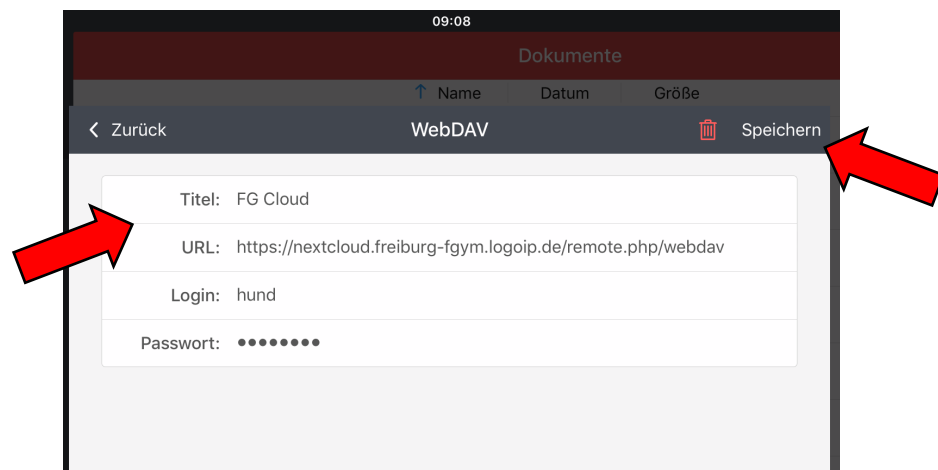 09:08
Dokumente
↑ Name Datum Größe
Zurück WebDAV Speichern
Titel: FG Cloud
URL: https://nextcloud.freiburg-fgym.logoip.de/remote.php/webdav
Login: hund
Passwort: ●●●●●●●●